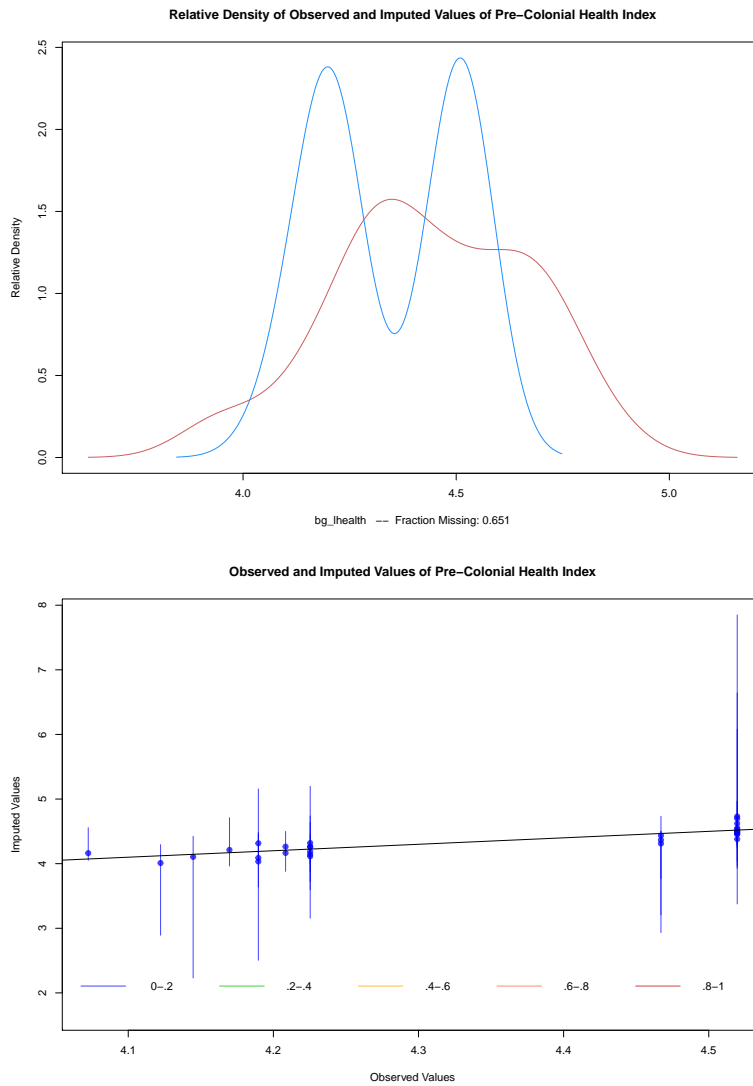 Relative Density of Observed and Imputed Values of Pre−Colonial Health Index
2.5
2.0
1.5
1.0
0.5
0.0
Relative Density
4.0 4.5 5.0
bg_lhealth −− Fraction Missing: 0.651
Observed and Imputed Values of Pre−Colonial Health Index
8
7
6
5
4
3
2
Imputed Values
0−.2 .2−.4 .4−.6 .6−.8 .8−1
4.1 4.2 4.3 4.4 4.5
Observed Values